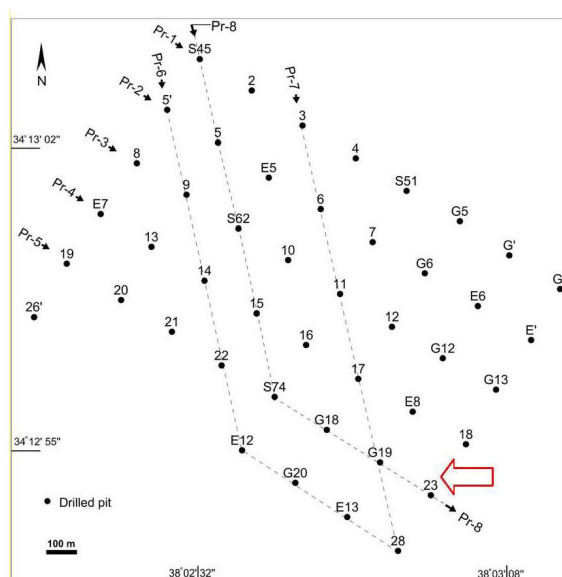 Pr-8
Pr-1
S45
Pr-6
Pr-7
2
Pr-2
5'
3
34°13 02"
5
4
Pr-3
8
E5
S51
9
Pr-4
E7
6
G5
S62
7
G'
Pr-5
19
13
10
G6
G
14
11
E6
20
26'
15
12
E'
21
16
G12
22
17
G13
S74
E8
G18
18
34°12 55"
E12
G19
G20
23
Pr-8
E13
28
N
Drilled pit
100 m
38°02 32"
38°03 08"